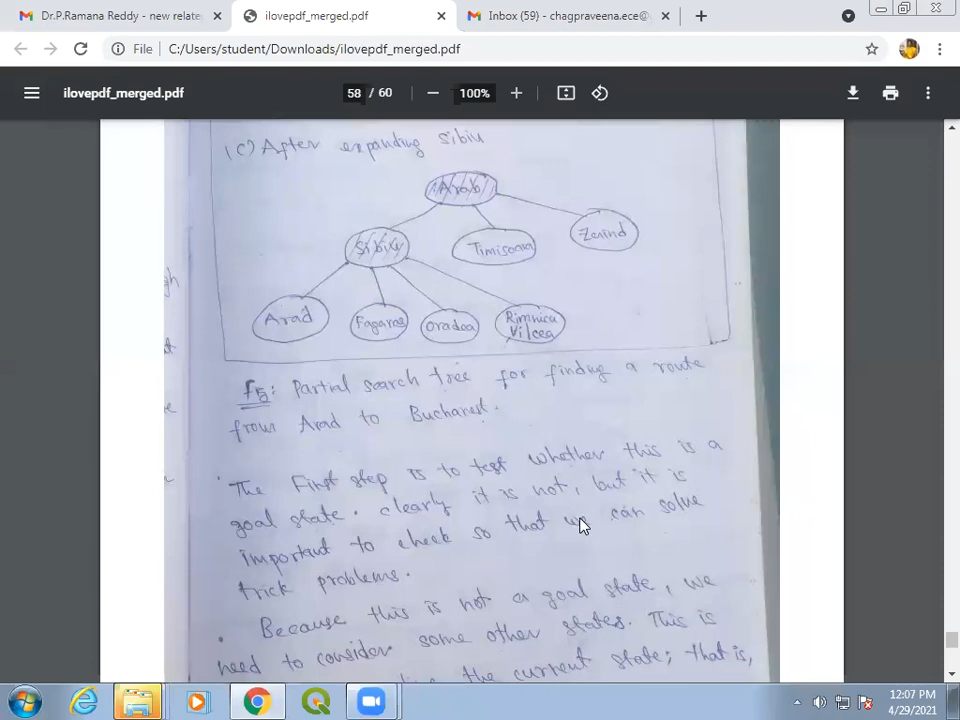 Dr.P.Ramana Reddy - new relate
ilovepdf_merged.pdf
Inbox (59) - chagpraveena.ece@
File
C:/Users/student/Downloads/ilovepdf_merged.pdf
ilovepdf_merged.pdf
58 / 60
100%
(C) After expanding Sibiu
Arab
Sibiu
Timisoara
Zerind
Arad
Fagaras
Oradea
Rimnicu
Vilcea
: Partial search tree for finding a route
from Arad to Bucharest.
. The First step is to test whether this is a
goal state. clearly it is not, but it is
important to check so that we can solve
trick problems.
. Because this is not a goal state, we
need to consider some other states. This is
the current state; that is,
12:07 PM
4/29/2021